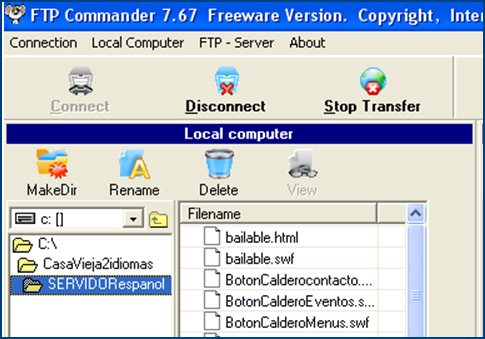 FTP Commander 7.67 Freeware Version. Copyright, Inter
Connection Local Computer FTP - Server About
Connect Disconnect Stop Transfer
Local computer
MakeDir Rename Delete View
c: []
Filename
C:\
CasaVieja2idiomas
SERVIDORespanol
bailable.html
bailable.swf
BotonCalderocontacto....
BotonCalderoEventos.s...
BotonCalderoMenus.swf